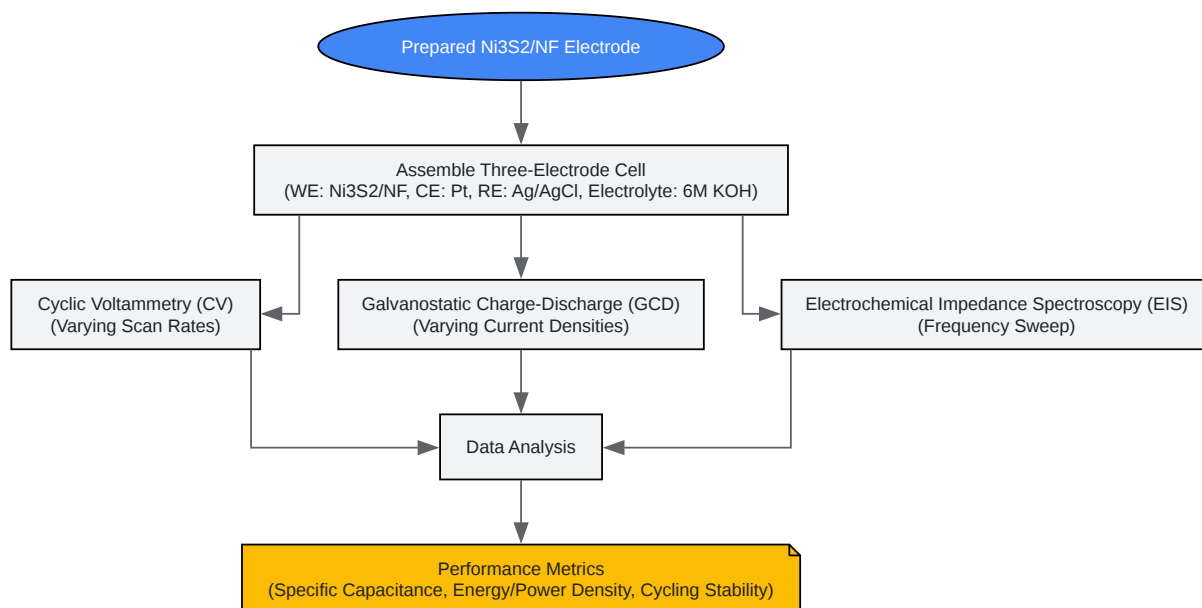 Prepared Ni3S2/NF Electrode
Assemble Three-Electrode Cell
(WE: Ni3S2/NF, CE: Pt, RE: Ag/AgCl, Electrolyte: 6M KOH)
Cyclic Voltammetry (CV)
(Varying Scan Rates)
Galvanostatic Charge-Discharge (GCD)
(Varying Current Densities)
Electrochemical Impedance Spectroscopy (EIS)
(Frequency Sweep)
Data Analysis
Performance Metrics
(Specific Capacitance, Energy/Power Density, Cycling Stability)